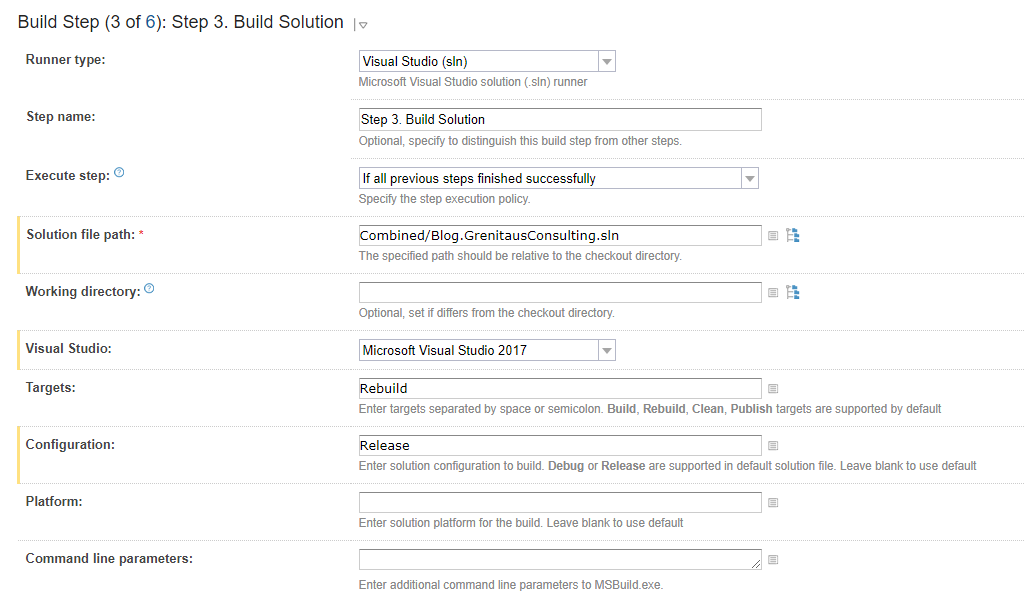 Build Step (3 of 6): Step 3. Build Solution
Runner type:
Visual Studio (sln)
Microsoft Visual Studio solution (.sln) runner
Step name:
Step 3. Build Solution
Optional, specify to distinguish this build step from other steps.
Execute step: ?
If all previous steps finished successfully
Specify the step execution policy.
Solution file path: *
Combined/Blog.GrenitausConsulting.sln
The specified path should be relative to the checkout directory.
Working directory: ?
Optional, set if differs from the checkout directory.
Visual Studio:
Microsoft Visual Studio 2017
Targets:
Rebuild
Enter targets separated by space or semicolon. Build, Rebuild, Clean, Publish targets are supported by default
Configuration:
Release
Enter solution configuration to build. Debug or Release are supported in default solution file. Leave blank to use default
Platform:
Enter solution platform for the build. Leave blank to use default
Command line parameters:
Enter additional command line parameters to MSBuild.exe.